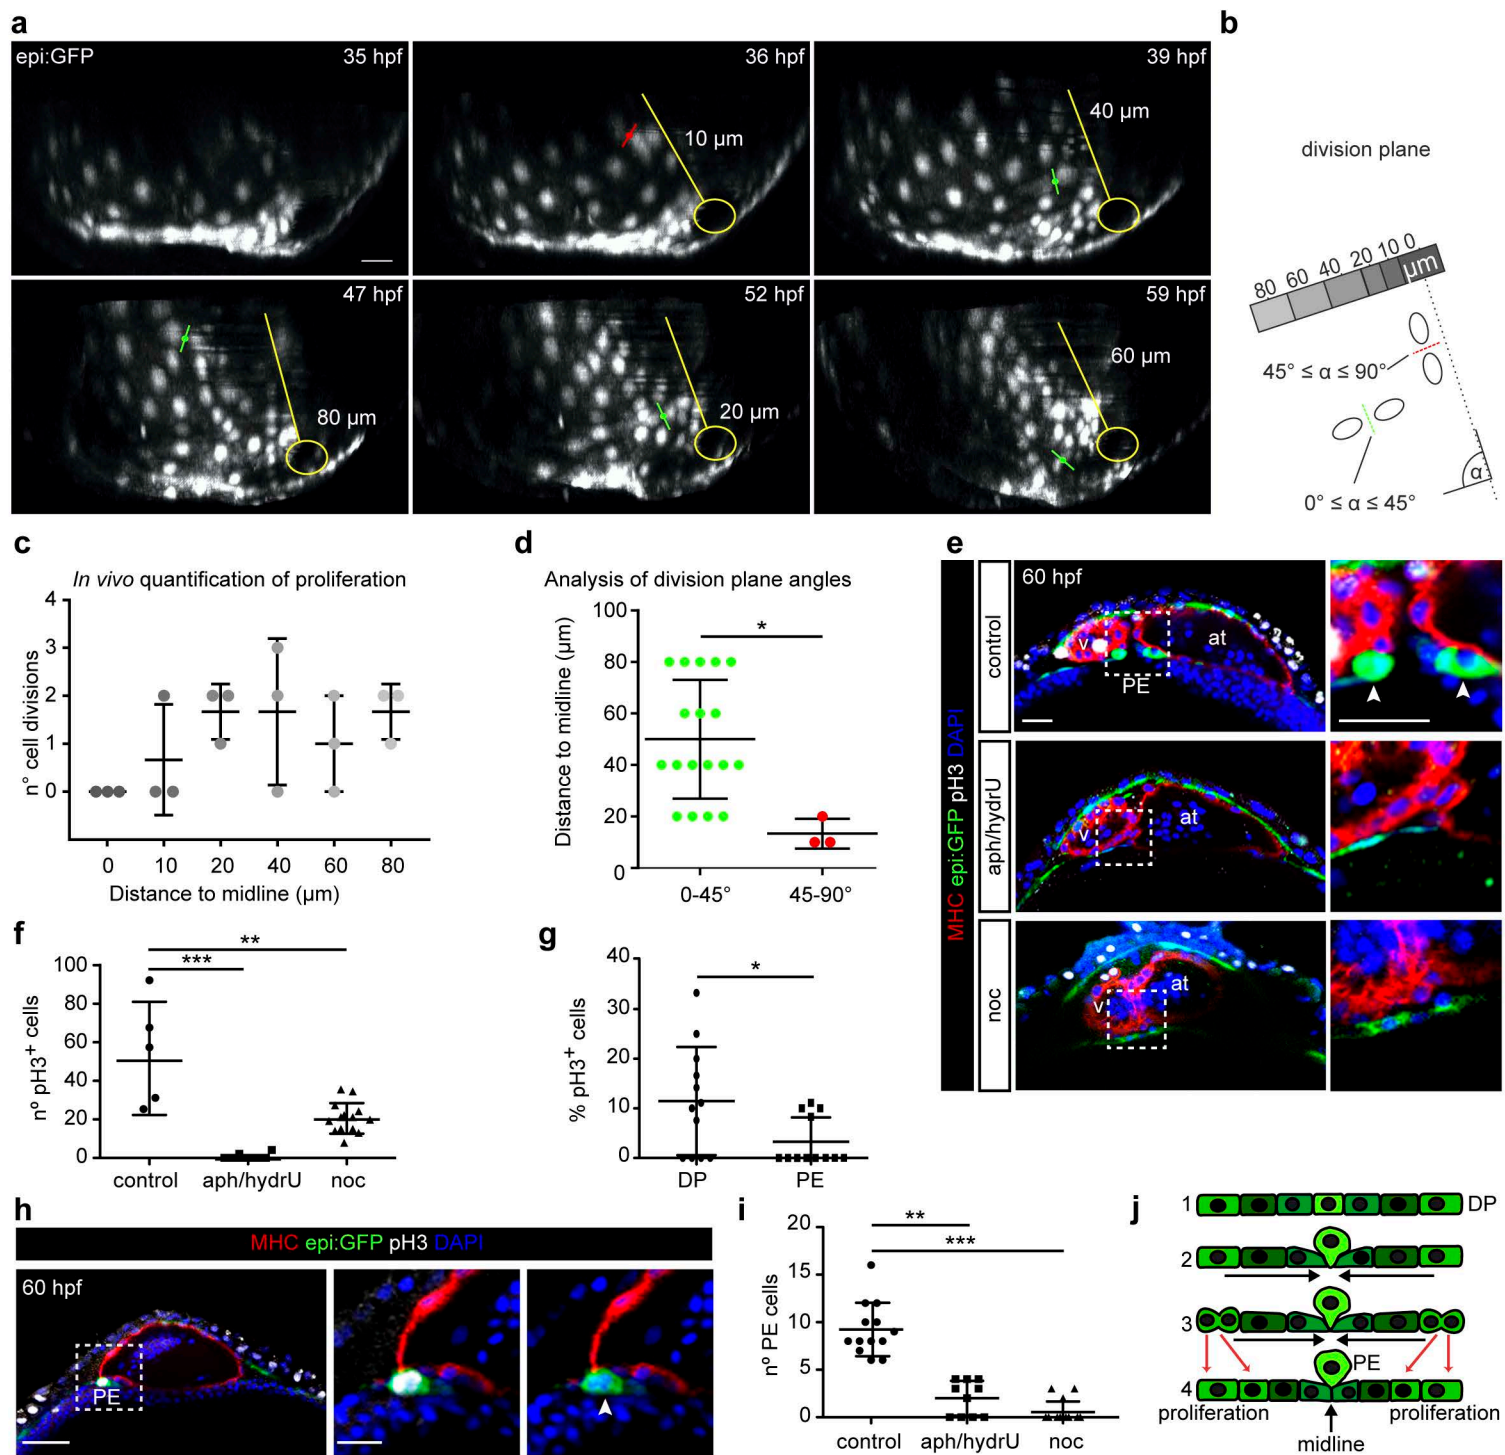 a
epi:GFP
35 hpf
36 hpf
10 µm
39 hpf
40 µm
47 hpf
80 µm
52 hpf
20 µm
59 hpf
60 µm
b
division plane
80 60 40 20 10 0
µm
45° ≤ α ≤ 90°
0° ≤ α ≤ 45°
α
c
In vivo quantification of proliferation
n° cell divisions
4
3
2
1
0
0 10 20 40 60 80
Distance to midline (µm)
d
Analysis of division plane angles
Distance to midline (µm)
100
80
60
40
20
0
*
0-45° 45-90°
e
MHC epi:GFP pH3 DAPI
control
60 hpf
v
at
PE
aph/hydrU
v
at
noc
v
at
f
nº pH3+ cells
100
80
60
40
20
0
**
***
control aph/hydrU noc
g
% pH3+ cells
40
30
20
10
0
*
DP PE
h
MHC epi:GFP pH3 DAPI
60 hpf
PE
i
nº PE cells
20
15
10
5
0
**
***
control aph/hydrU noc
j
1 DP
2
3
PE
4
proliferation proliferation
midline